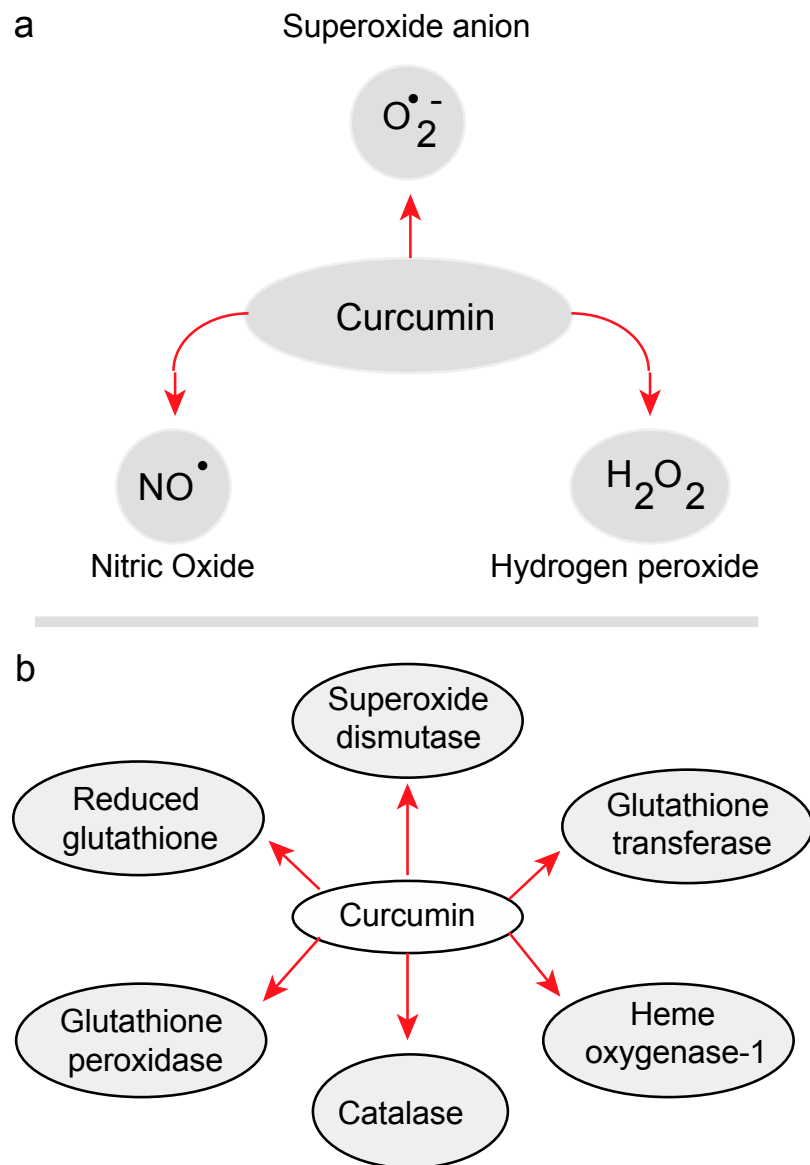 a
Superoxide anion
O₂•⁻
Curcumin
NO•
H₂O₂
Nitric Oxide
Hydrogen peroxide
b
Superoxide
dismutase
Reduced
glutathione
Glutathione
transferase
Curcumin
Glutathione
peroxidase
Heme
oxygenase-1
Catalase